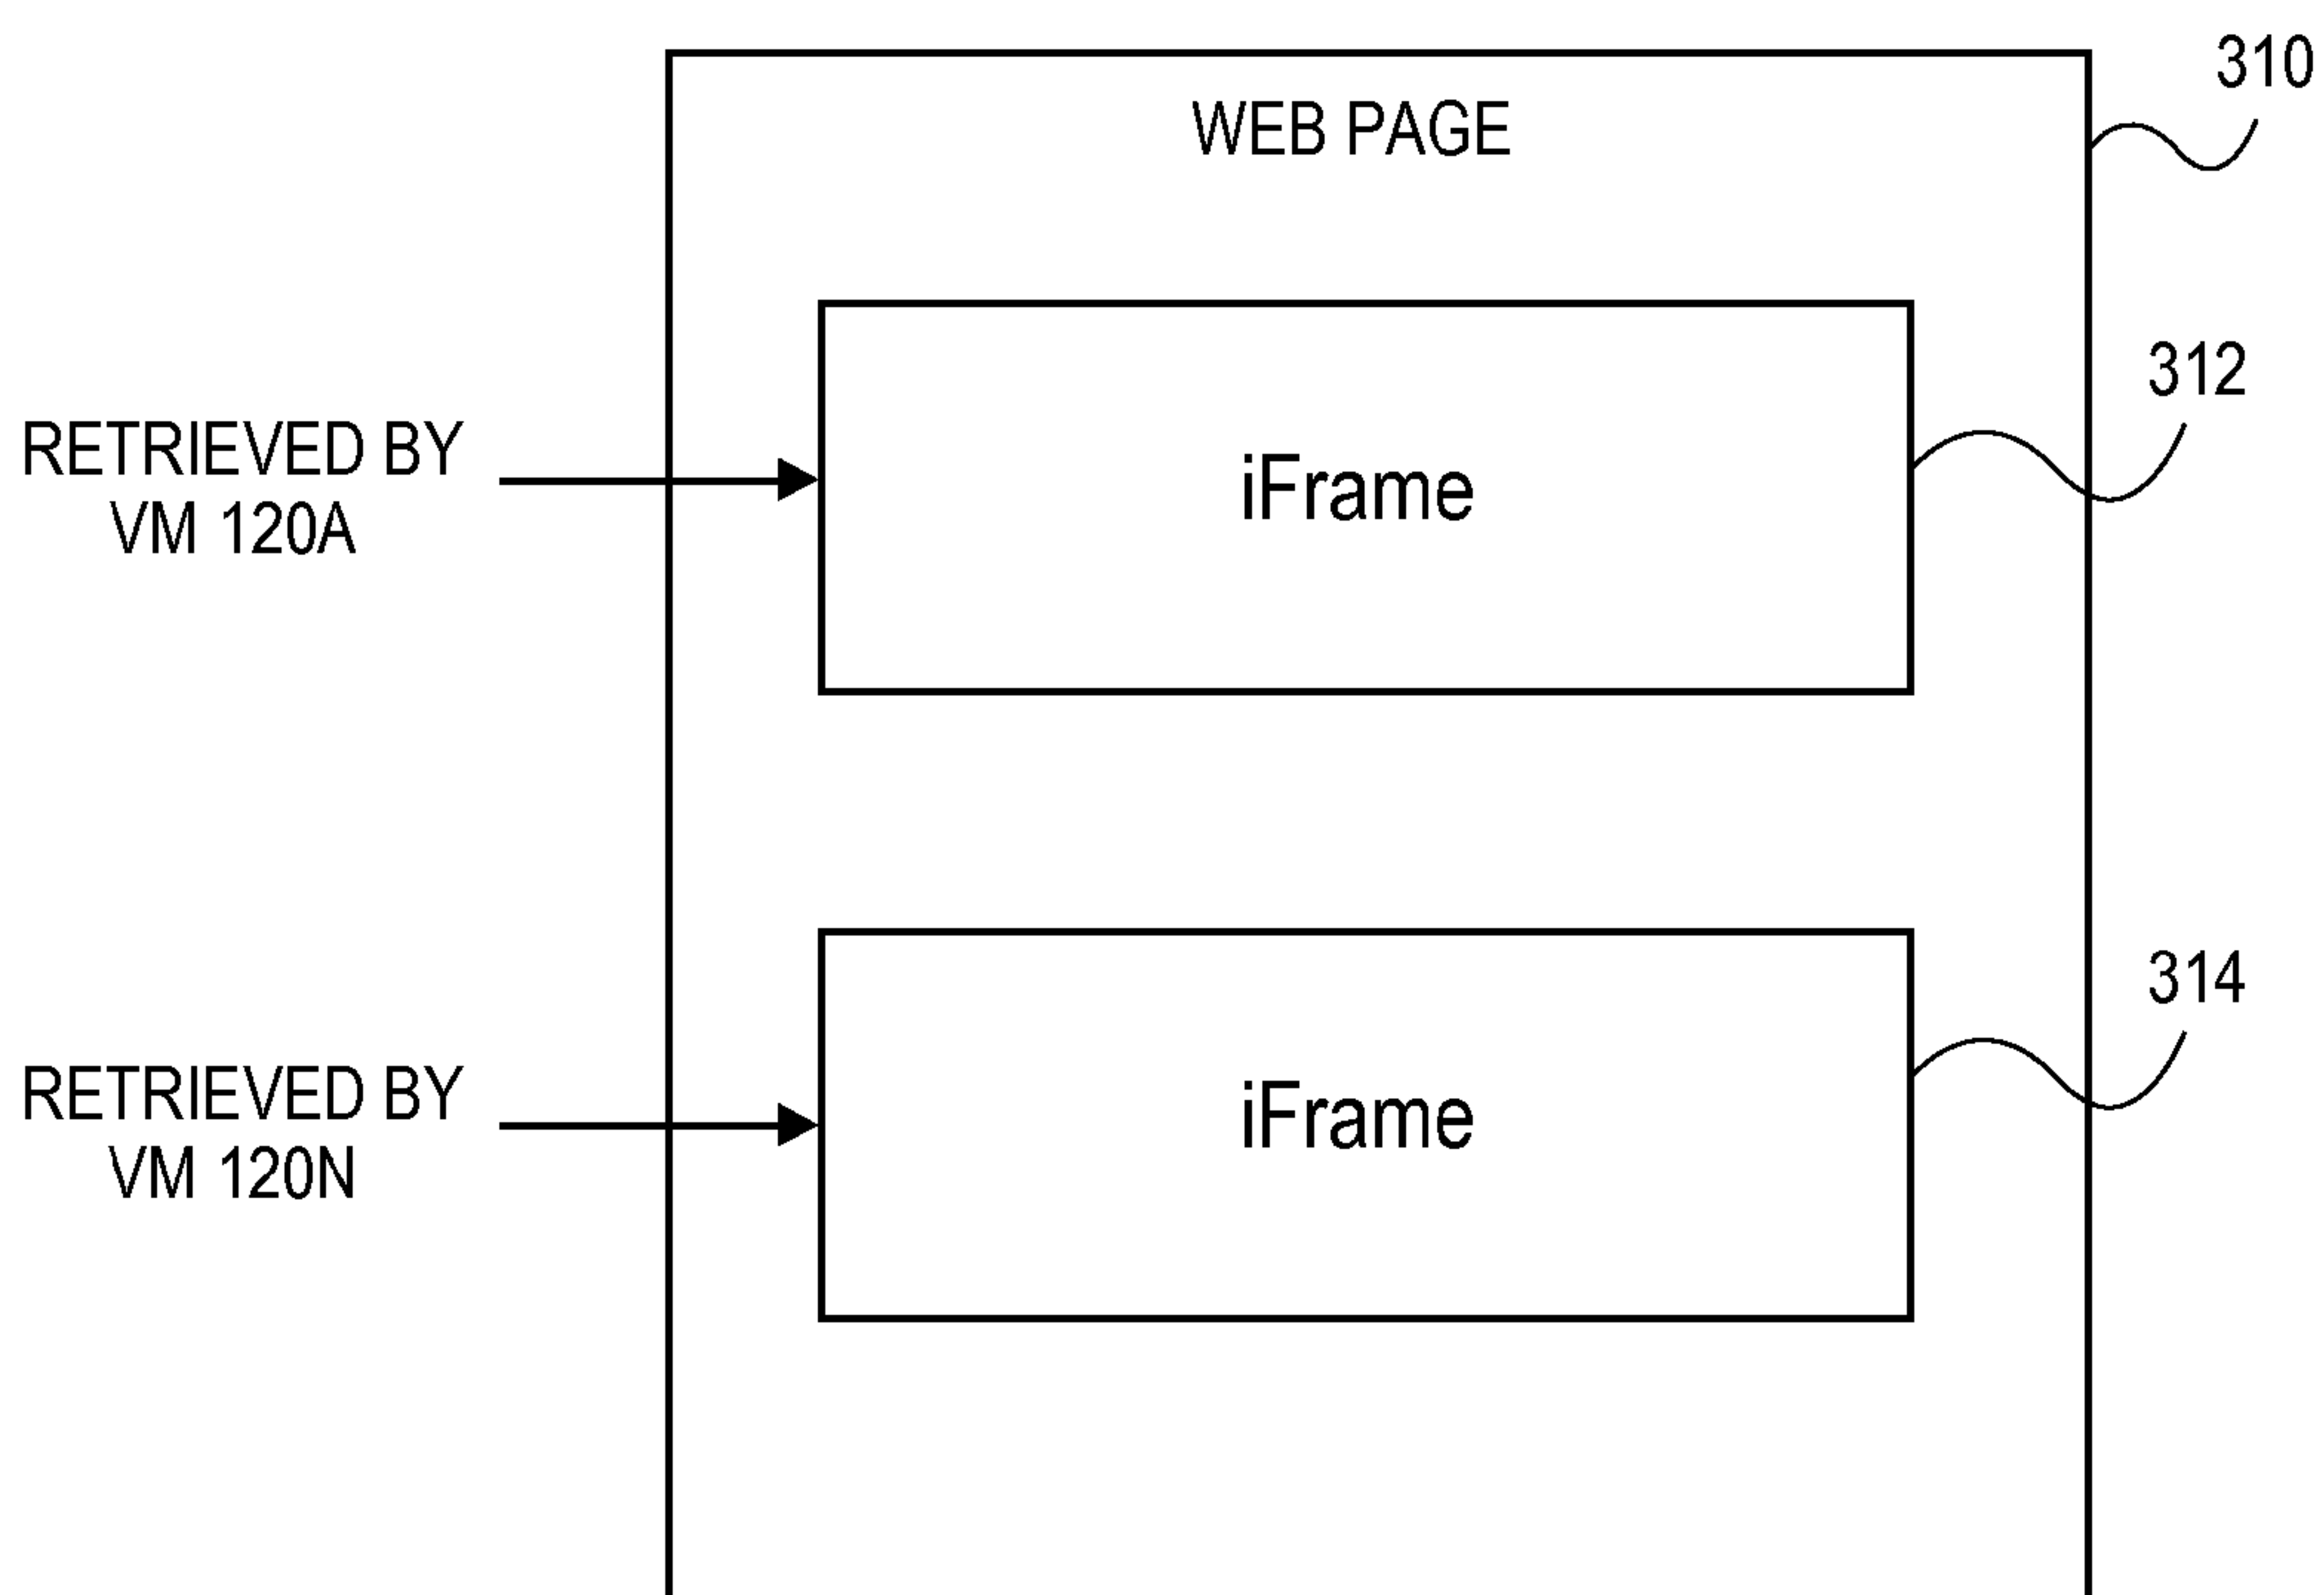 310
WEB PAGE
312
RETRIEVED BY
VM 120A
iFrame
314
RETRIEVED BY
VM 120N
iFrame